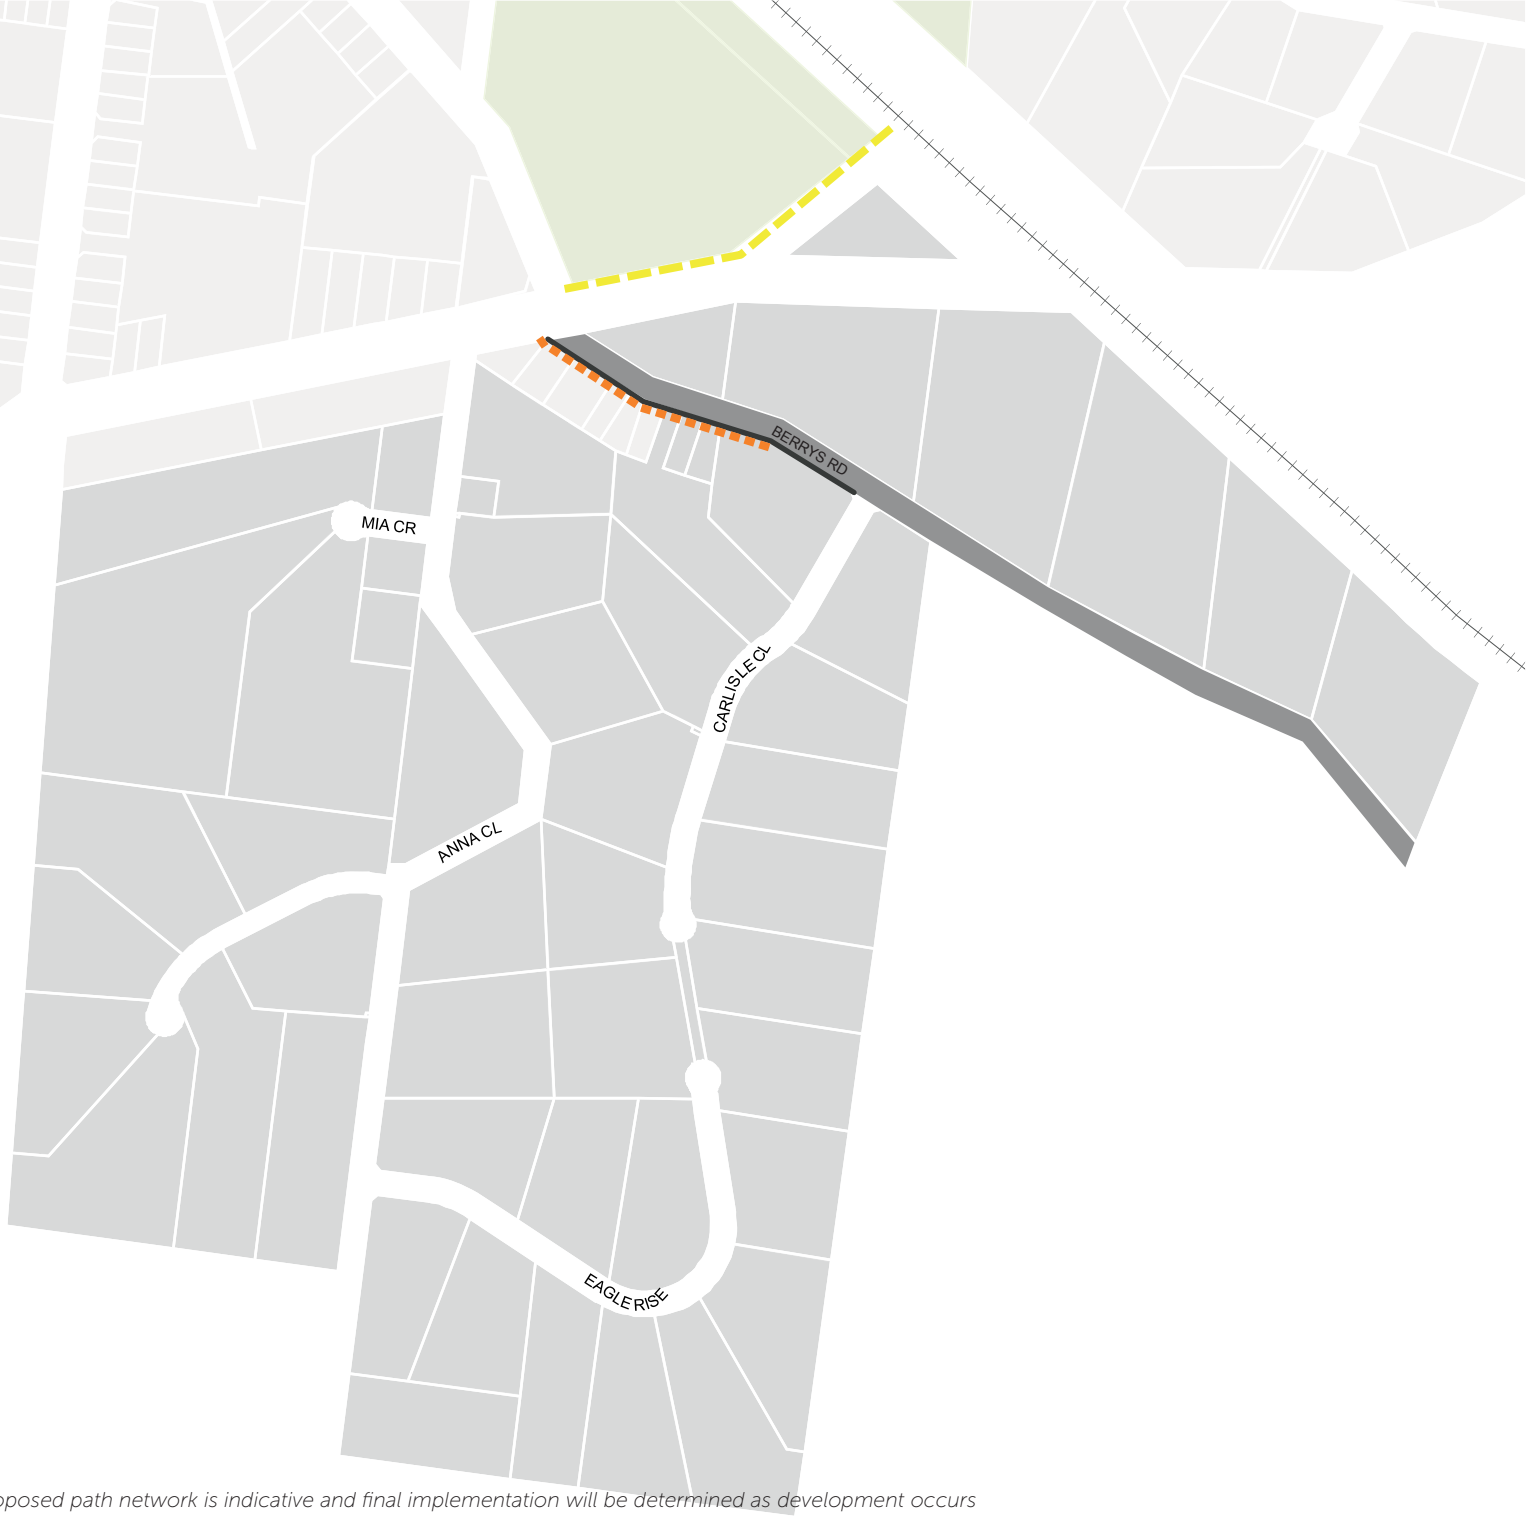 BERRYS RD
MIA CR
CARLISLE CL
ANNA CL
EAGLE RISE
path network is indicative and final implementation will be determined as development occurs